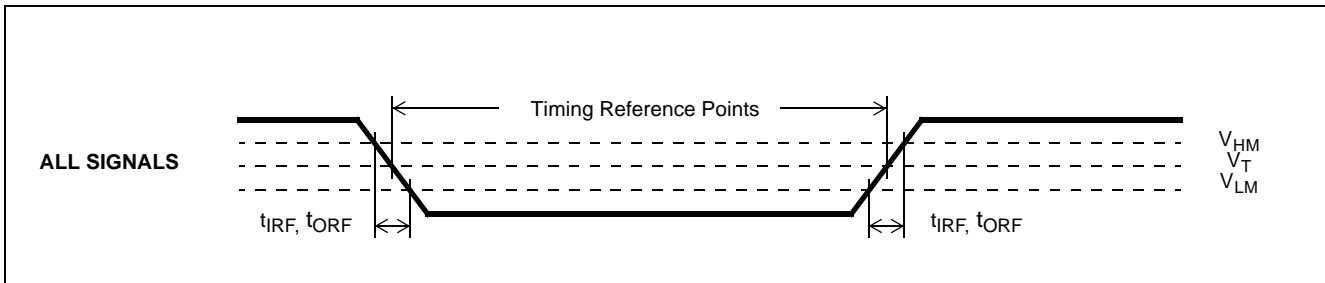 Timing Reference Points
ALL SIGNALS
V_HM
V_T
V_LM
t_IRF, t_ORF
t_IRF, t_ORF